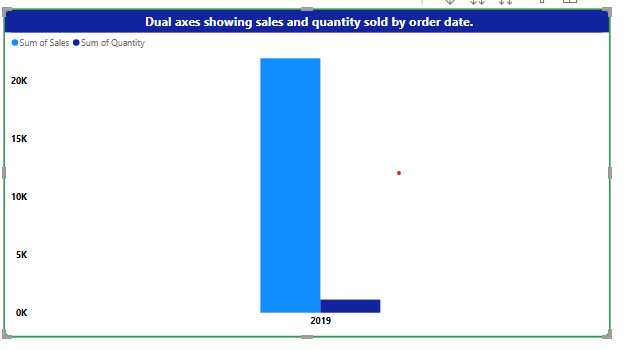 Dual axes showing sales and quantity sold by order date.
Sum of Sales Sum of Quantity
20K
15K
10K
5K
0K
2019